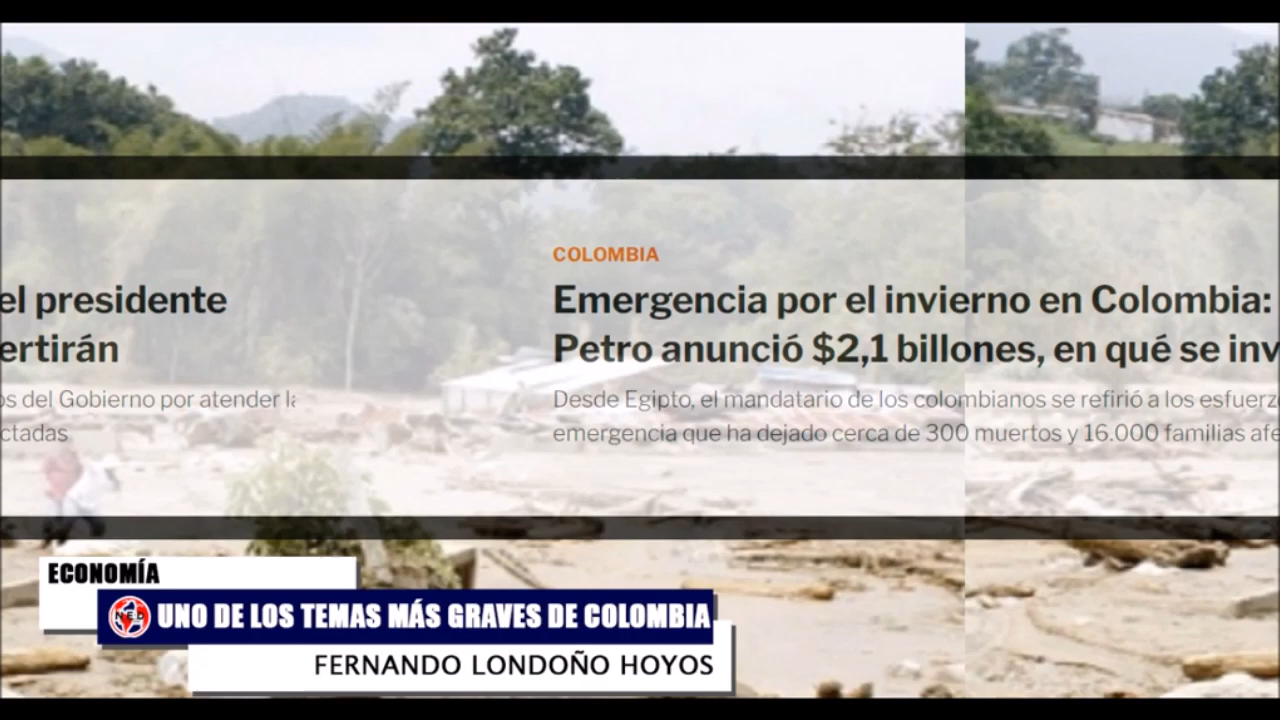 COLOMBIA
el presidente
ertirán
os del Gobierno por atender la
ctadas
Emergencia por el invierno en Colombia:
Petro anunció $2,1 billones, en qué se inv
Desde Egipto, el mandatario de los colombianos se refirió a los esfuerz
emergencia que ha dejado cerca de 300 muertos y 16.000 familias afe
ECONOMÍA
UNO DE LOS TEMAS MÁS GRAVES DE COLOMBIA
FERNANDO LONDOÑO HOYOS